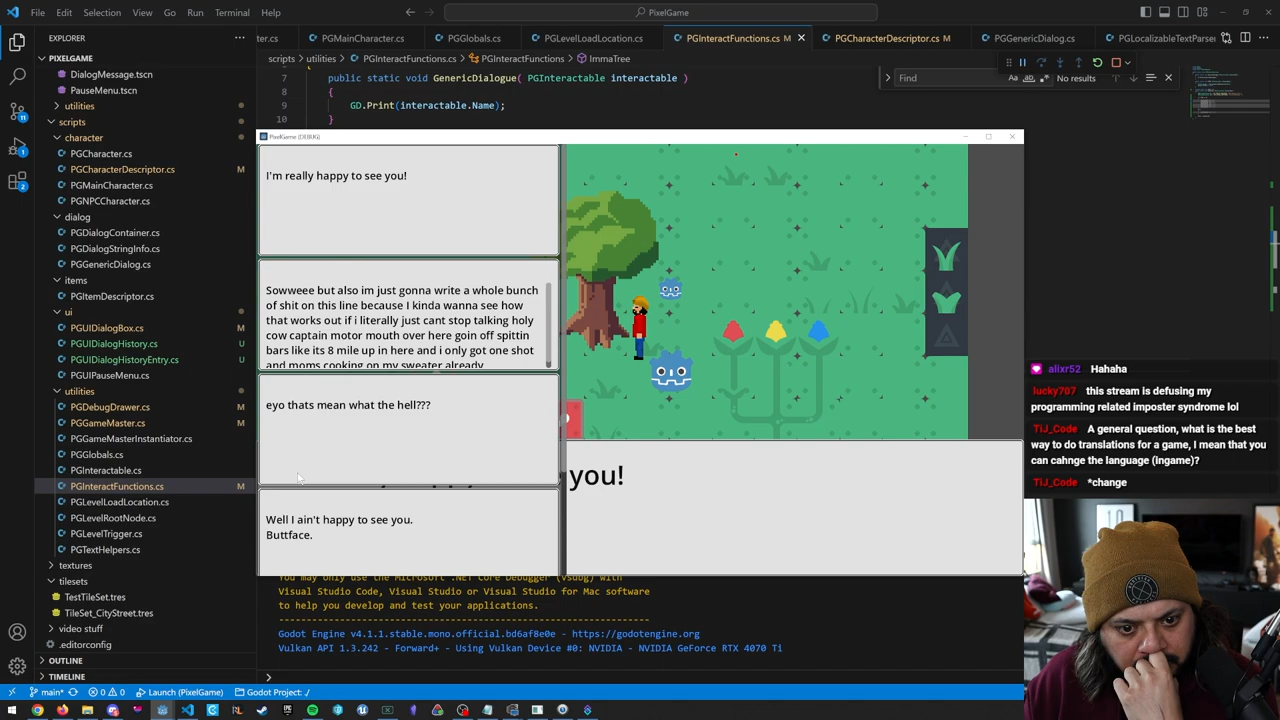 File Edit Selection View Go Run Terminal Help
PixelGame
EXPLORER
PIXELGAME
DialogMessage.tscn
PauseMenu.tscn
utilities
scripts
character
PGCharacter.cs
PGCharacterDescriptor.cs M
PGMainCharacter.cs
PGNPCCharacter.cs
dialog
PGDialogContainer.cs
PGDialogStringInfo.cs
PGGenericDialog.cs
items
PGItemDescriptor.cs
ui
PGUIDialogBox.cs M
PGUIDialogHistory.cs U
PGUIDialogHistoryEntry.cs U
PGUIPauseMenu.cs
utilities
PGDebugDrawer.cs M
PGGameMaster.cs M
PGGameMasterInstantiator.cs
PGGlobals.cs
PGInteractable.cs
PGInteractFunctions.cs M
PGLevelLoadLocation.cs
PGLevelRootNode.cs
PGLevelTrigger.cs
PGTextHelpers.cs
textures
tilesets
TestTileSet.tres
TileSet_CityStreet.tres
video stuff
.editorconfig
OUTLINE
TIMELINE
ter.cs PGMainCharacter.cs PGGlobals.cs PGLevelLoadLocation.cs PGInteractFunctions.cs M PGCharacterDescriptor.cs M PGGenericDialog.cs PGLocalizableTextParser
scripts > utilities > PGInteractFunctions.cs > PGInteractFunctions > ImmaTree
Find Aa ab No results
7 public static void GenericDialogue( PGInteractable interactable )
8 {
9 GD.Print(interactable.Name);
10 }
PixelGame (DEBUG)
I'm really happy to see you!
Sowweee but also im just gonna write a whole bunch
of shit on this line because I kinda wanna see how
that works out if i literally just cant stop talking holy
cow captain motor mouth over here goin off spittin
bars like its 8 mile up in here and i only got one shot
and moms cooking on my sweater already
eyo thats mean what the hell???
Well I ain't happy to see you.
Buttface.
you!
You may only use the Microsoft .NET Core Debugger (vsdbg) with
Visual Studio Code, Visual Studio or Visual Studio for Mac software
to help you develop and test your applications.
Godot Engine v4.1.1.stable.mono.official.bd6af8e0e - https://godotengine.org
Vulkan API 1.3.242 - Forward+ - Using Vulkan Device #0: NVIDIA - NVIDIA GeForce RTX 4070 Ti
alixr52 Hahaha
lucky707 this stream is defusing my
programming related imposter syndrome lol
TiJ_Code A general question, what is the best
way to do translations for a game, I mean that you
can cahnge the language (ingame)?
TiJ_Code *change
main* 0 0 Launch (PixelGame) Godot Project: ./